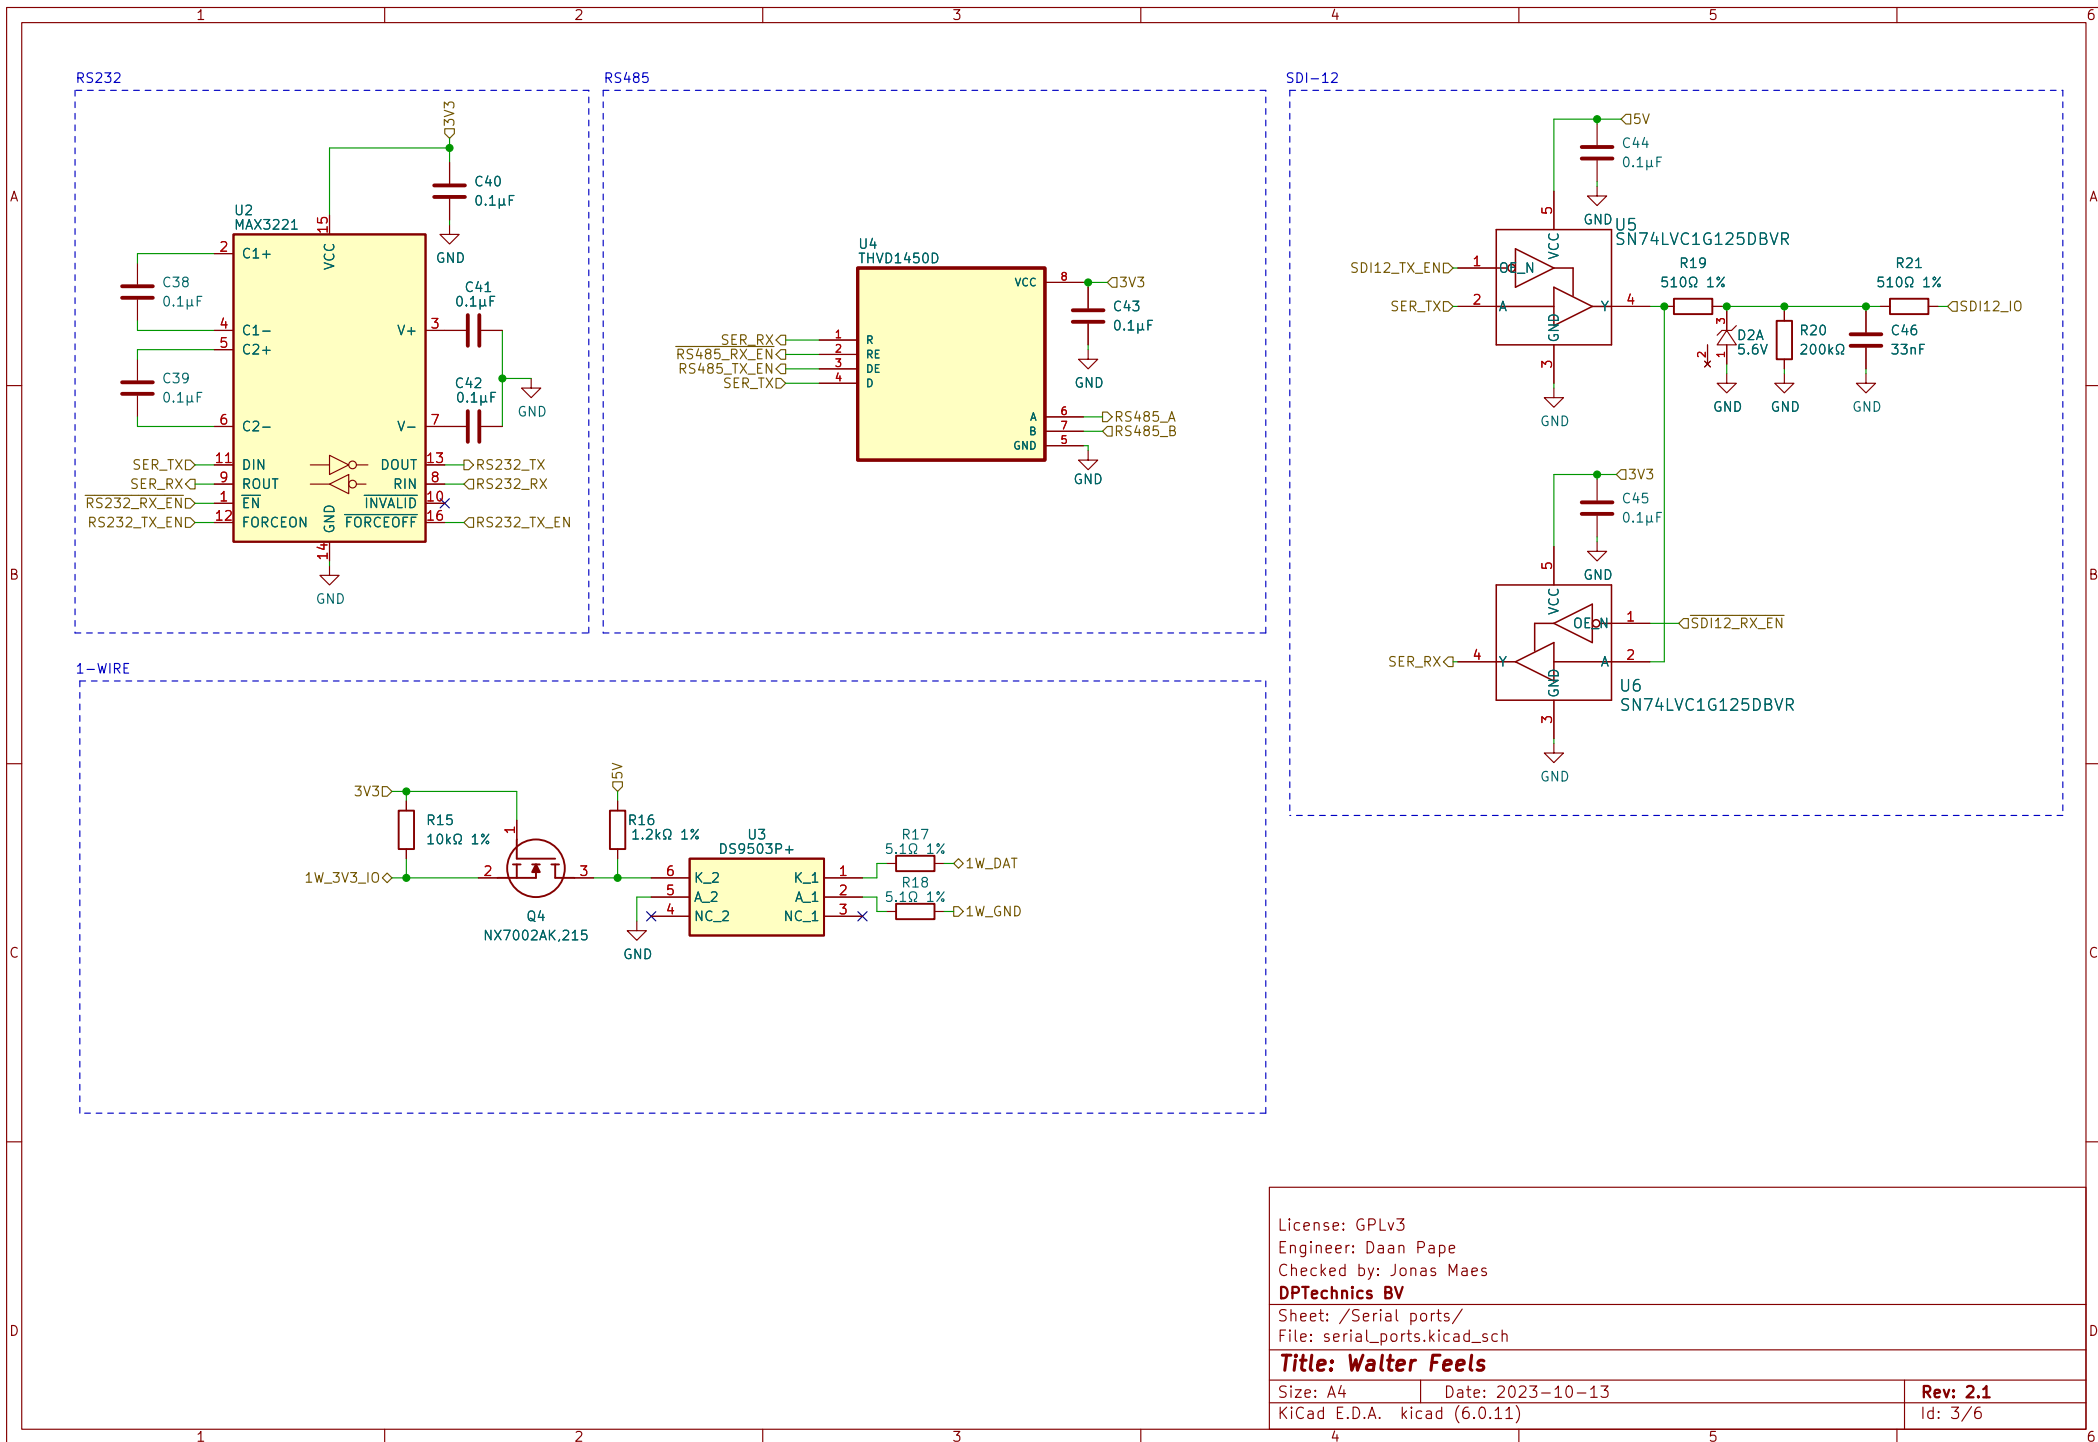 1 2 3 4 5 6
A
B
C
D
A
B
C
D
RS232
3V3
C40
0.1µF
GND
U2
MAX3221
15
VCC
2 C1+
C38
0.1µF
4 C1-
5 C2+
C39
0.1µF
6 C2-
C41
0.1µF
V+ 3
C42
0.1µF
V- 7
GND
SER_TX 11 DIN
SER_RX 9 ROUT
RS232_RX_EN 1 EN
RS232_TX_EN 12 FORCEON
DOUT 13 RS232_TX
RIN 8 RS232_RX
INVALID 10
FORCEOFF 16 RS232_TX_EN
GND
14
GND
RS485
U4
THVD1450D
VCC 8 3V3
C43
0.1µF
GND
SER_RX 1 R
RS485_RX_EN 2 RE
RS485_TX_EN 3 DE
SER_TX 4 D
A 6 RS485_A
B 7 RS485_B
GND 5
GND
SDI-12
5V
C44
0.1µF
GND
5
VCC
U5
SN74LVC1G125DBVR
SDI12_TX_EN 1 OE_N
SER_TX 2 A
Y 4
GND
3
GND
R19
510Ω 1%
R21
510Ω 1%
SDI12_IO
3
2
1
D2A
5.6V
R20
200kΩ
C46
33nF
GND GND GND
3V3
C45
0.1µF
GND
5
VCC
OE_N 1 SDI12_RX_EN
SER_RX 4 Y
A 2
GND
3
U6
SN74LVC1G125DBVR
GND
1-WIRE
3V3
R15
10kΩ 1%
1
1W_3V3_IO
2
3
Q4
NX7002AK,215
5V
R16
1.2kΩ 1%
U3
DS9503P+
6 K_2
5 A_2
4 NC_2
GND
K_1 1
A_1 2
NC_1 3
R17
5.1Ω 1%
1W_DAT
R18
5.1Ω 1%
1W_GND
License: GPLv3
Engineer: Daan Pape
Checked by: Jonas Maes
DPTechnics BV
Sheet: /Serial ports/
File: serial_ports.kicad_sch
Title: Walter Feels
Size: A4 Date: 2023-10-13 Rev: 2.1
KiCad E.D.A. kicad (6.0.11) Id: 3/6
1 2 3 4 5 6